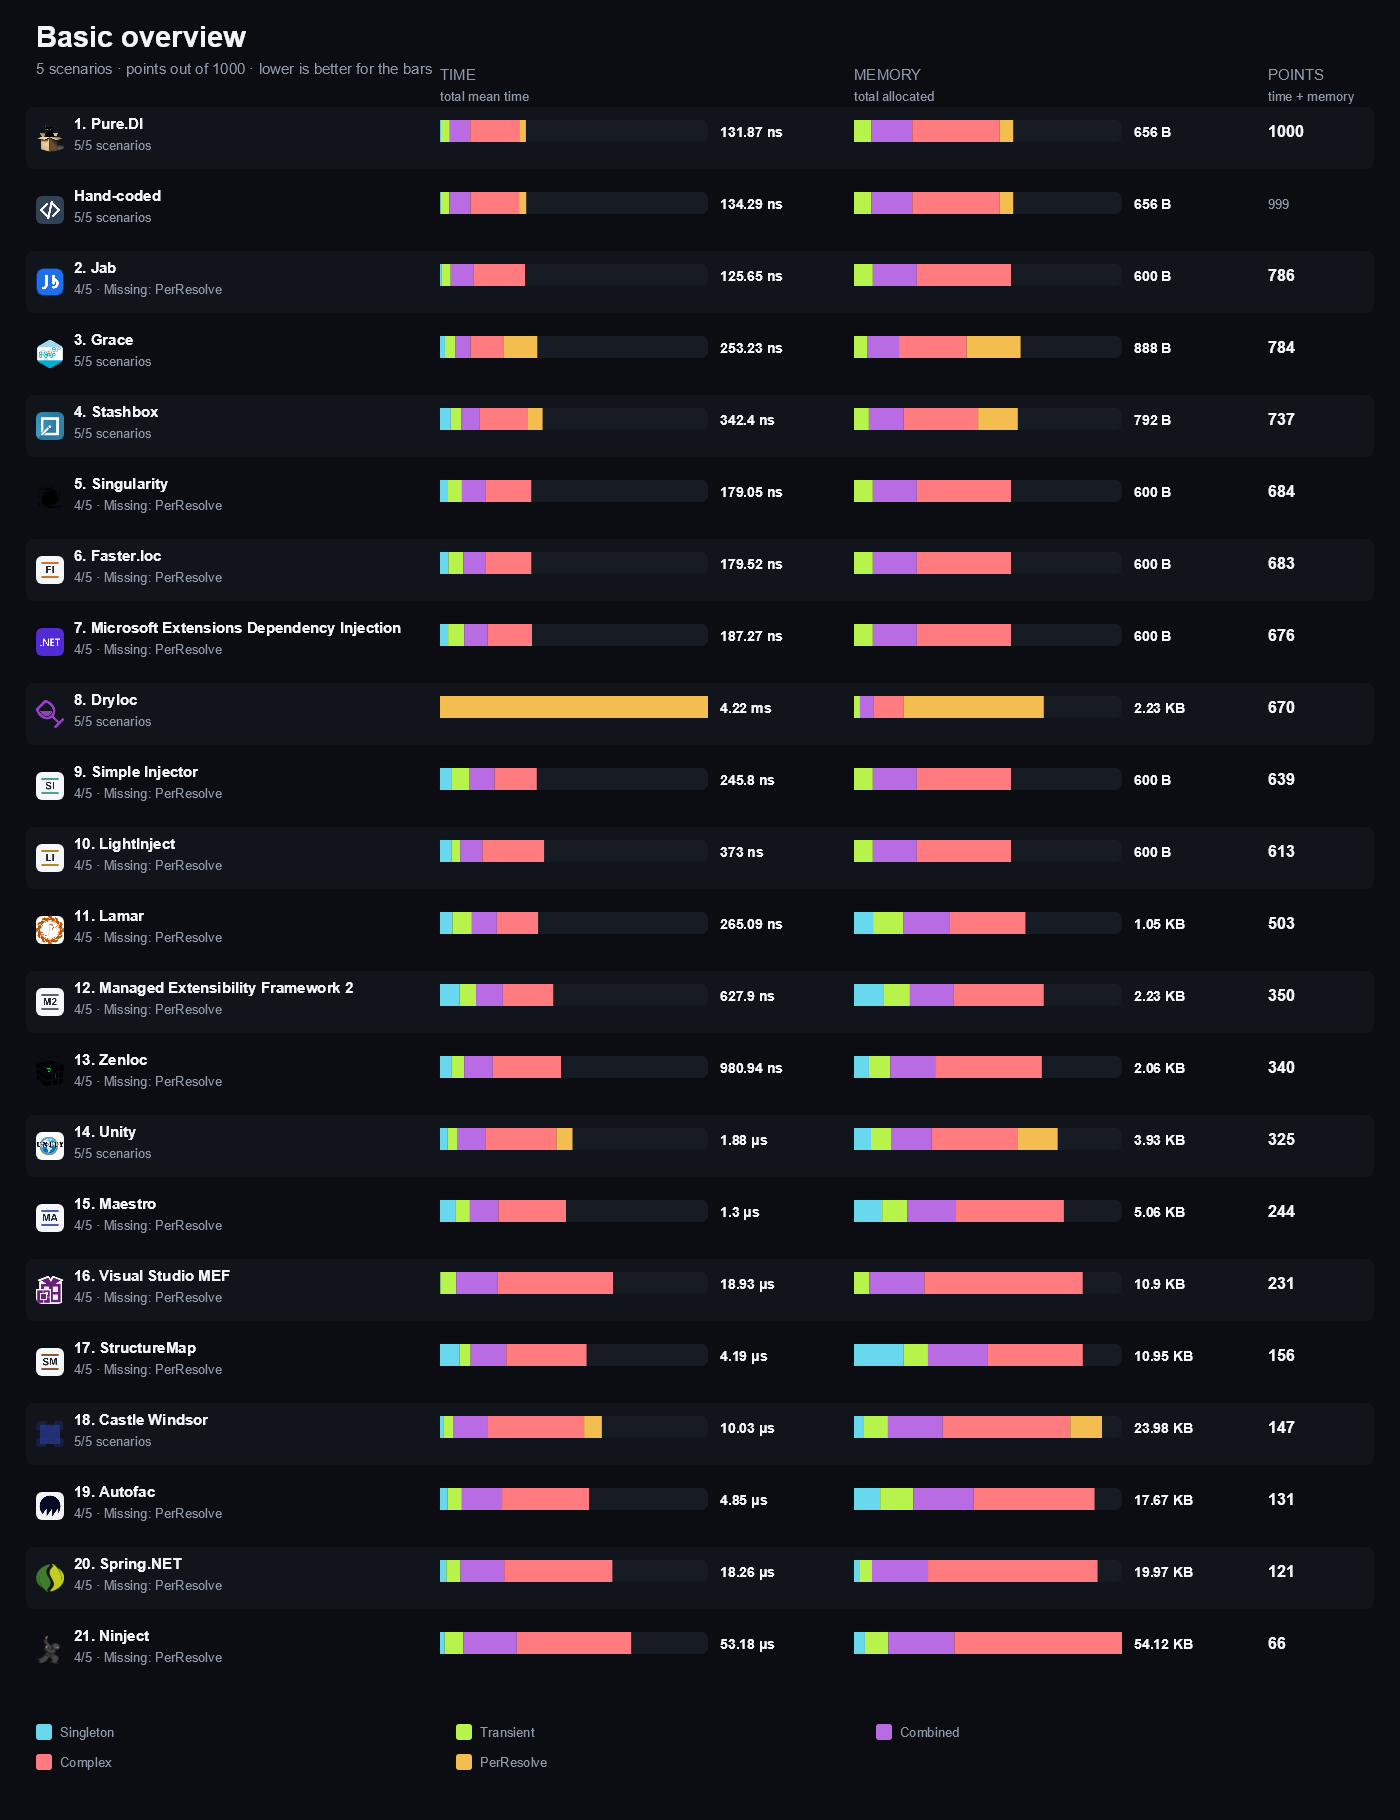 Basic overview
5 scenarios · points out of 1000 · lower is better for the bars
TIME MEMORY POINTS
total mean time total allocated time + memory
1. Pure.DI
5/5 scenarios
131.87 ns 656 B 1000
Hand-coded
5/5 scenarios
134.29 ns 656 B 999
Jb
2. Jab
4/5 · Missing: PerResolve
125.65 ns 600 B 786
3. Grace
5/5 scenarios
253.23 ns 888 B 784
4. Stashbox
5/5 scenarios
342.4 ns 792 B 737
5. Singularity
4/5 · Missing: PerResolve
179.05 ns 600 B 684
FI
6. Faster.Ioc
4/5 · Missing: PerResolve
179.52 ns 600 B 683
.NET
7. Microsoft Extensions Dependency Injection
4/5 · Missing: PerResolve
187.27 ns 600 B 676
8. DryIoc
5/5 scenarios
4.22 ms 2.23 KB 670
SI
9. Simple Injector
4/5 · Missing: PerResolve
245.8 ns 600 B 639
LI
10. LightInject
4/5 · Missing: PerResolve
373 ns 600 B 613
11. Lamar
4/5 · Missing: PerResolve
265.09 ns 1.05 KB 503
M2
12. Managed Extensibility Framework 2
4/5 · Missing: PerResolve
627.9 ns 2.23 KB 350
13. ZenIoc
4/5 · Missing: PerResolve
980.94 ns 2.06 KB 340
14. Unity
5/5 scenarios
1.88 μs 3.93 KB 325
MA
15. Maestro
4/5 · Missing: PerResolve
1.3 μs 5.06 KB 244
16. Visual Studio MEF
4/5 · Missing: PerResolve
18.93 μs 10.9 KB 231
SM
17. StructureMap
4/5 · Missing: PerResolve
4.19 μs 10.95 KB 156
18. Castle Windsor
5/5 scenarios
10.03 μs 23.98 KB 147
19. Autofac
4/5 · Missing: PerResolve
4.85 μs 17.67 KB 131
20. Spring.NET
4/5 · Missing: PerResolve
18.26 μs 19.97 KB 121
21. Ninject
4/5 · Missing: PerResolve
53.18 μs 54.12 KB 66
Singleton Transient Combined
Complex PerResolve